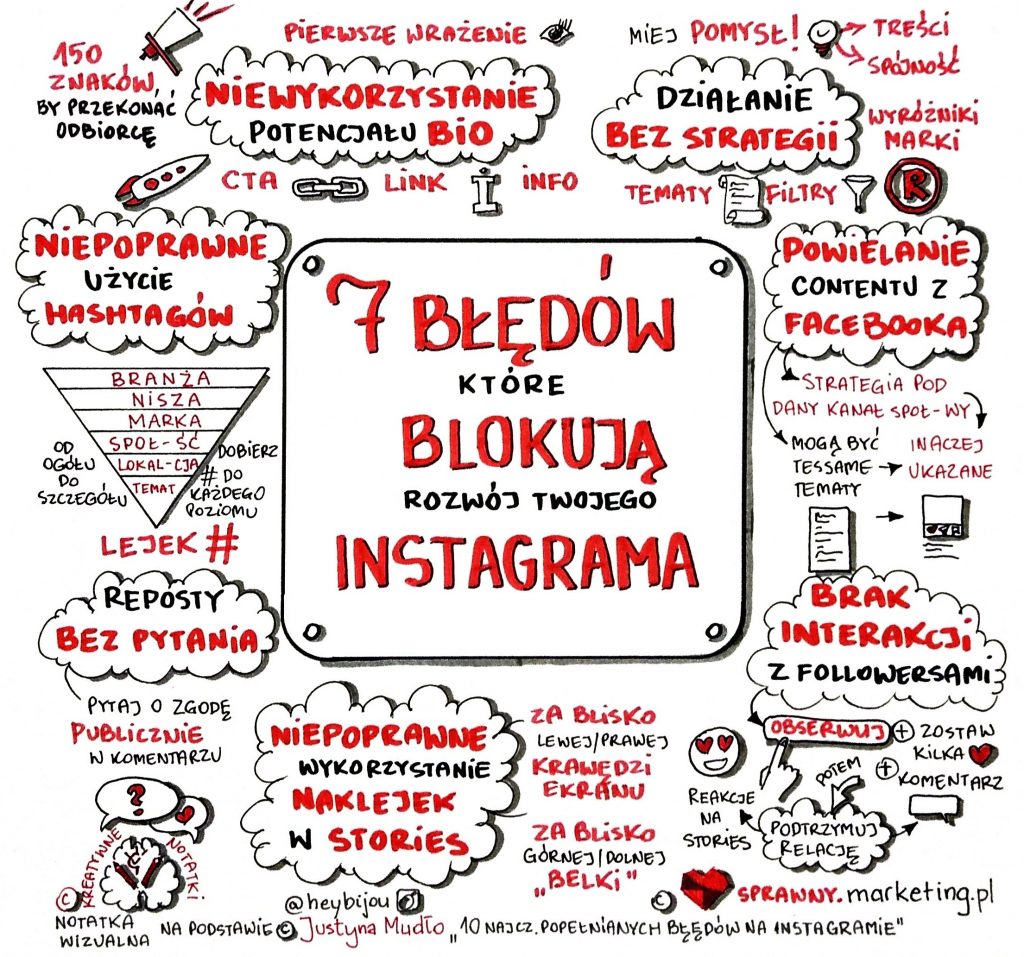 150
ZNAKÓW,
BY PRZEKONAĆ
ODBIORCĘ
PIERWSZE WRAŻENIE
NIEWYKORZYSTANIE
POTENCJAŁU BIO
CTA
LINK
INFO
MIEJ POMYSŁ!
TREŚCI
SPÓJNOŚĆ
DZIAŁANIE
BEZ STRATEGII
WYRÓŻNIKI
MARKI
TEMATY
FILTRY
R
NIEPOPRAWNE
UŻYCIE
HASHTAGÓW
BRANŻA
NISZA
MARKA
SPOŁ-ŚĆ
LOKAL-CJA
TEMAT
OD
OGÓŁU
DO
SZCZEGÓŁU
DOBIERZ
# DO
KAŻDEGO
POZIOMU
LEJEK #
7 BŁĘDÓW
KTÓRE
BLOKUJĄ
ROZWÓJ TWOJEGO
INSTAGRAMA
POWIELANIE
CONTENTU Z
FACEBOOKA
STRATEGIA POD
DANY KANAŁ SPOŁ-WY
MOGĄ BYĆ
TESSAME
TEMATY
INACZEJ
UKAZANE
REPOSTY
BEZ PYTANIA
PYTAJ O ZGODĘ
PUBLICZNIE
W KOMENTARZU
?
NIEPOPRAWNE
WYKORZYSTANIE
NAKLEJEK
W STORIES
ZA BLISKO
LEWEJ/PRAWEJ
KRAWĘDZI
EKRANU
ZA BLISKO
GÓRNEJ/DOLNEJ
„BELKI"
BRAK
INTERAKCJI
Z FOLLOWERSAMI
OBSERWUJ
+ ZOSTAW
KILKA
+ KOMENTARZ
POTEM
REAKCJE
NA
STORIES
PODTRZYMUJ
RELACJĘ
© KREATYWNE
NOTATKI
@heybijou
© SPRAWNY.marketing.pl
NOTATKA
WIZUALNA
NA PODSTAWIE © Justyna Mudło „10 NAJCZ. POPEŁNIANYCH BŁĘDÓW NA INSTAGRAMIE"